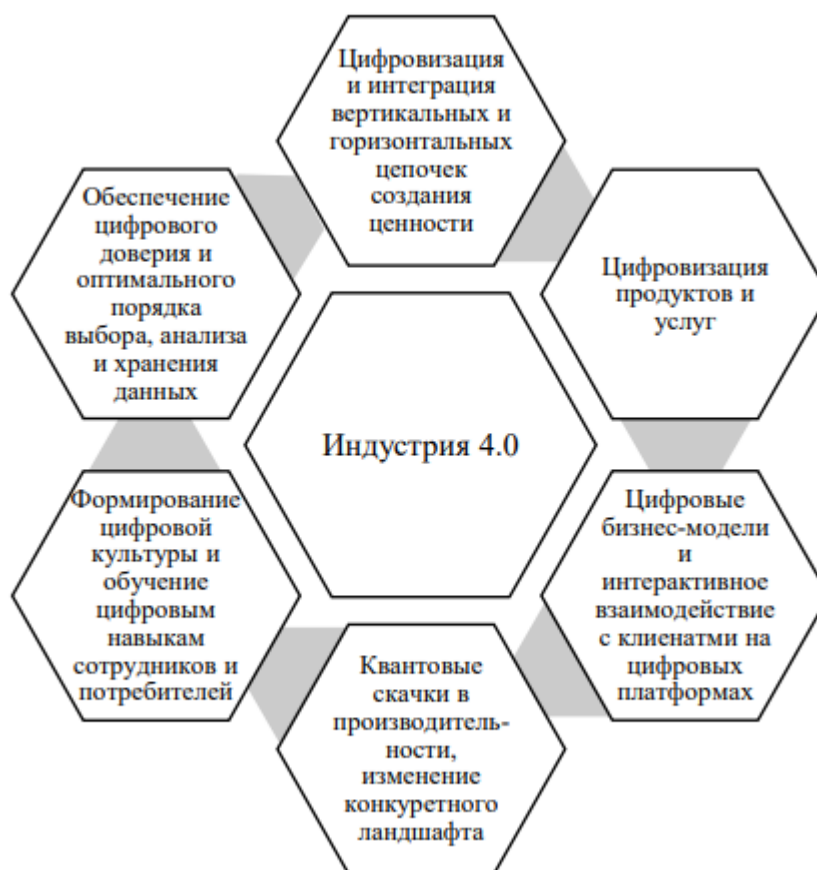 Цифровизация
и интеграция
вертикальных и
горизонтальных
цепочек
создания
ценности
Цифровизация
продуктов и
услуг
Цифровые
бизнес-модели
и
интерактивное
взаимодействие
с клиенатми на
цифровых
платформах
Квантовые
скачки в
производитель-
ности,
изменение
конкуретного
ландшафта
Формирование
цифровой
культуры и
обучение
цифровым
навыкам
сотрудников и
потребителей
Обеспечение
цифрового
доверия и
оптимального
порядка
выбора, анализа
и хранения
данных
Индустрия 4.0